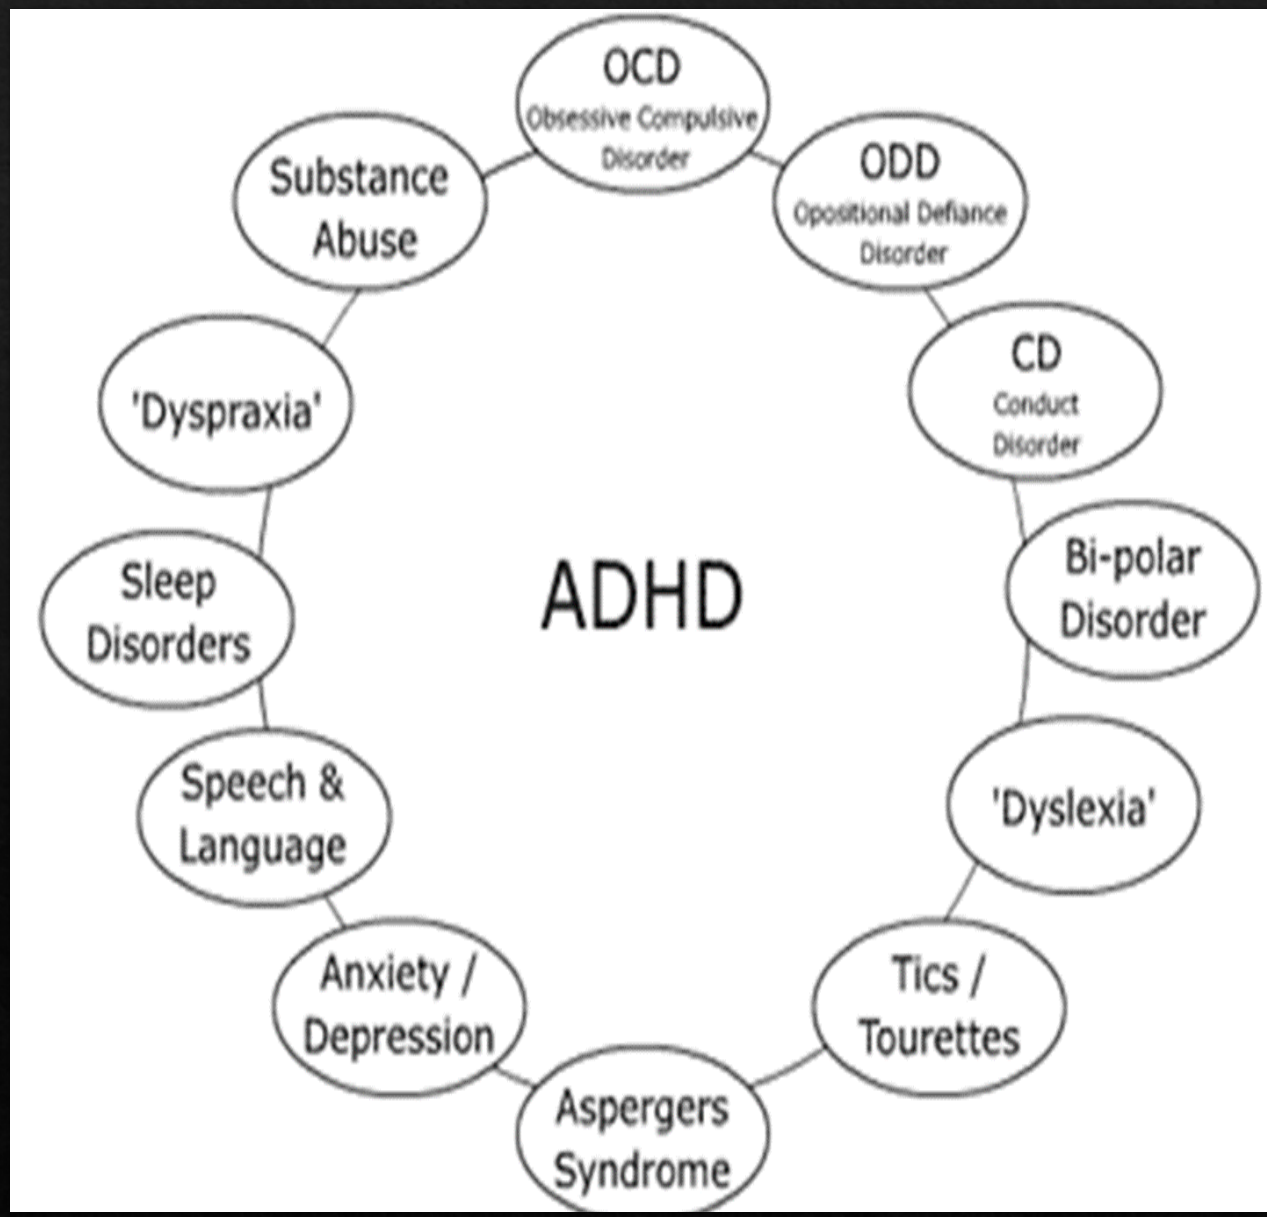 OCD
Obsessive Compulsive
Disorder
ODD
Opositional Defiance
Disorder
CD
Conduct
Disorder
Bi-polar
Disorder
'Dyslexia'
Tics /
Tourettes
Aspergers
Syndrome
Anxiety /
Depression
Speech &
Language
Sleep
Disorders
'Dyspraxia'
Substance
Abuse
ADHD